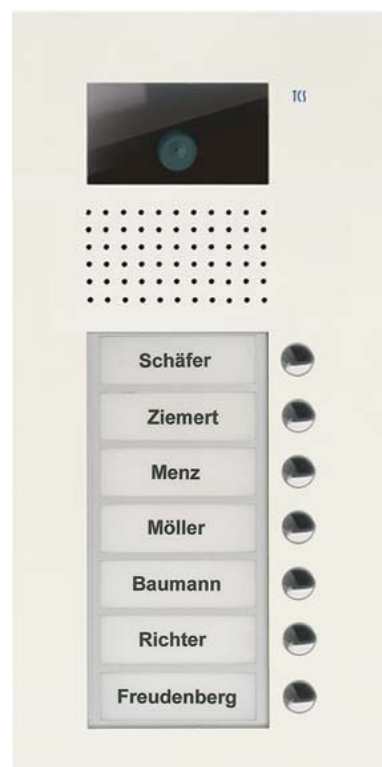 TCS
Schäfer
Ziemert
Menz
Möller
Baumann
Richter
Freudenberg